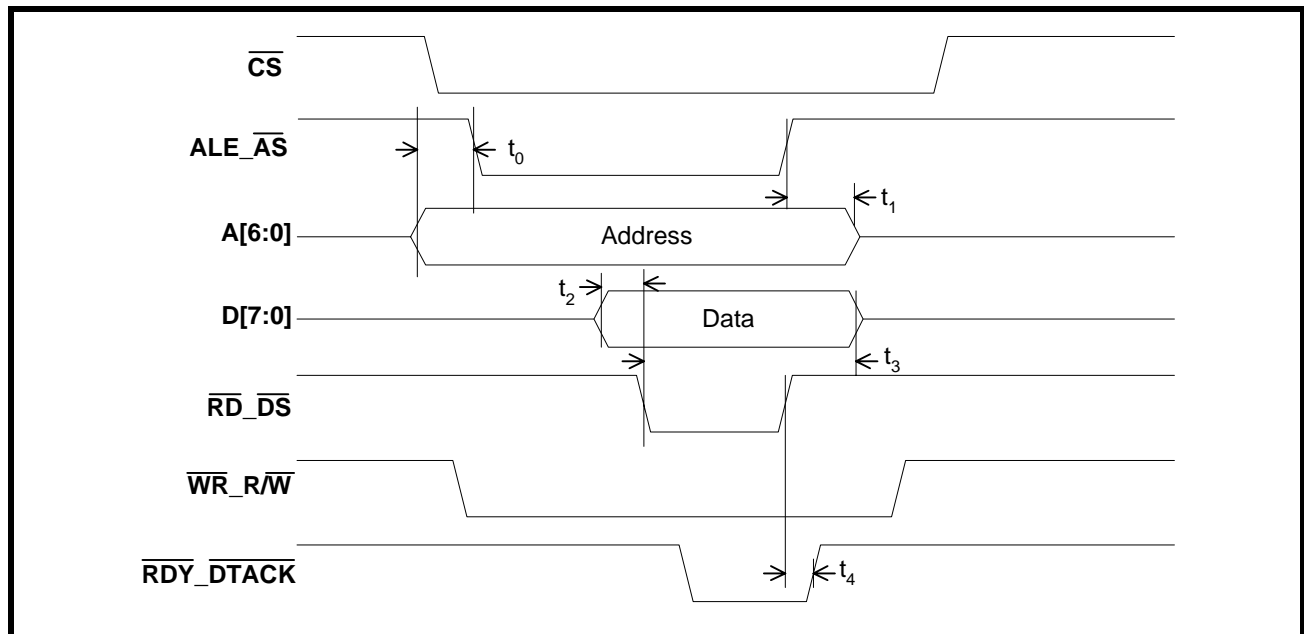 CS
ALE_AS
t0
A[6:0]
Address
t1
D[7:0]
t2
Data
t3
RD_DS
WR_R/W
RDY_DTACK
t4